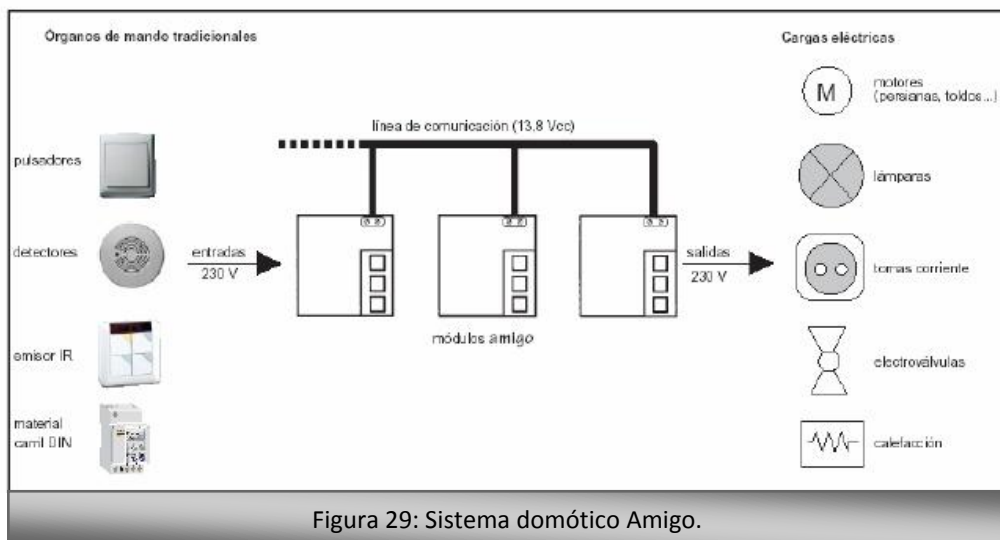 Órganos de mando tradicionales
Cargas eléctricas
M
motores
(persianas, toldos...)
línea de comunicación (13,8 Vcc)
pulsadores
lámparas
detectores
entradas
230 V
salidas
230 V
tomas corriente
módulos amigo
emisor IR
electroválvulas
material
carril DIN
calefacción
Figura 29: Sistema domótico Amigo.